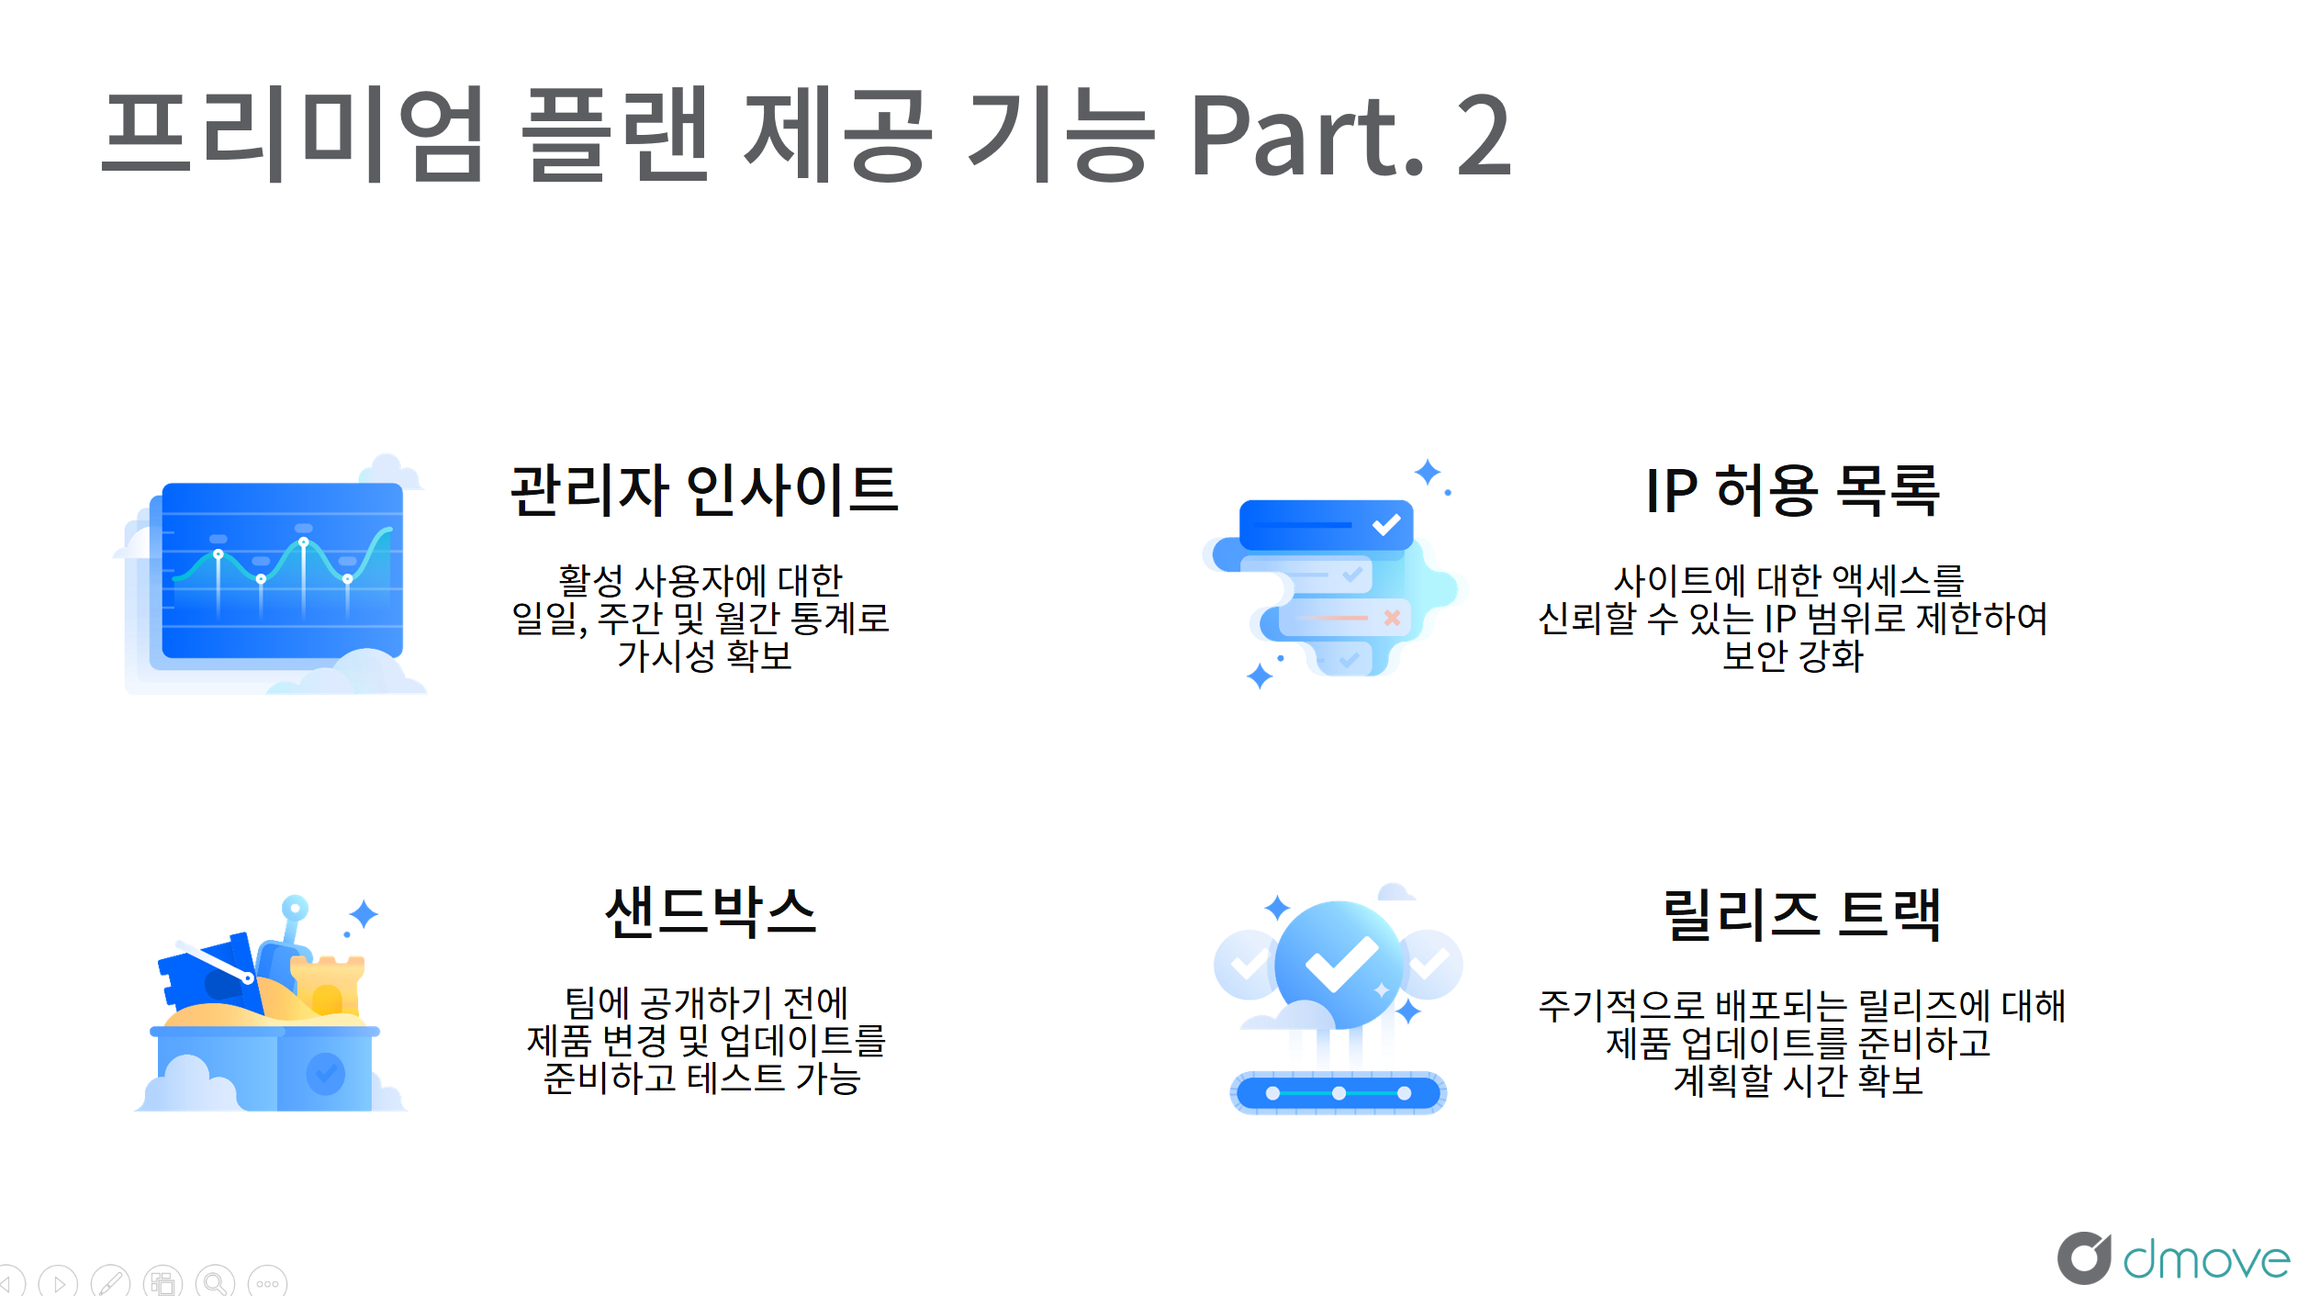 프리미엄 플랜 제공 기능 Part. 2
관리자 인사이트
활성 사용자에 대한
일일, 주간 및 월간 통계로
가시성 확보
IP 허용 목록
사이트에 대한 액세스를
신뢰할 수 있는 IP 범위로 제한하여
보안 강화
샌드박스
팀에 공개하기 전에
제품 변경 및 업데이트를
준비하고 테스트 가능
릴리즈 트랙
주기적으로 배포되는 릴리즈에 대해
제품 업데이트를 준비하고
계획할 시간 확보
dmove